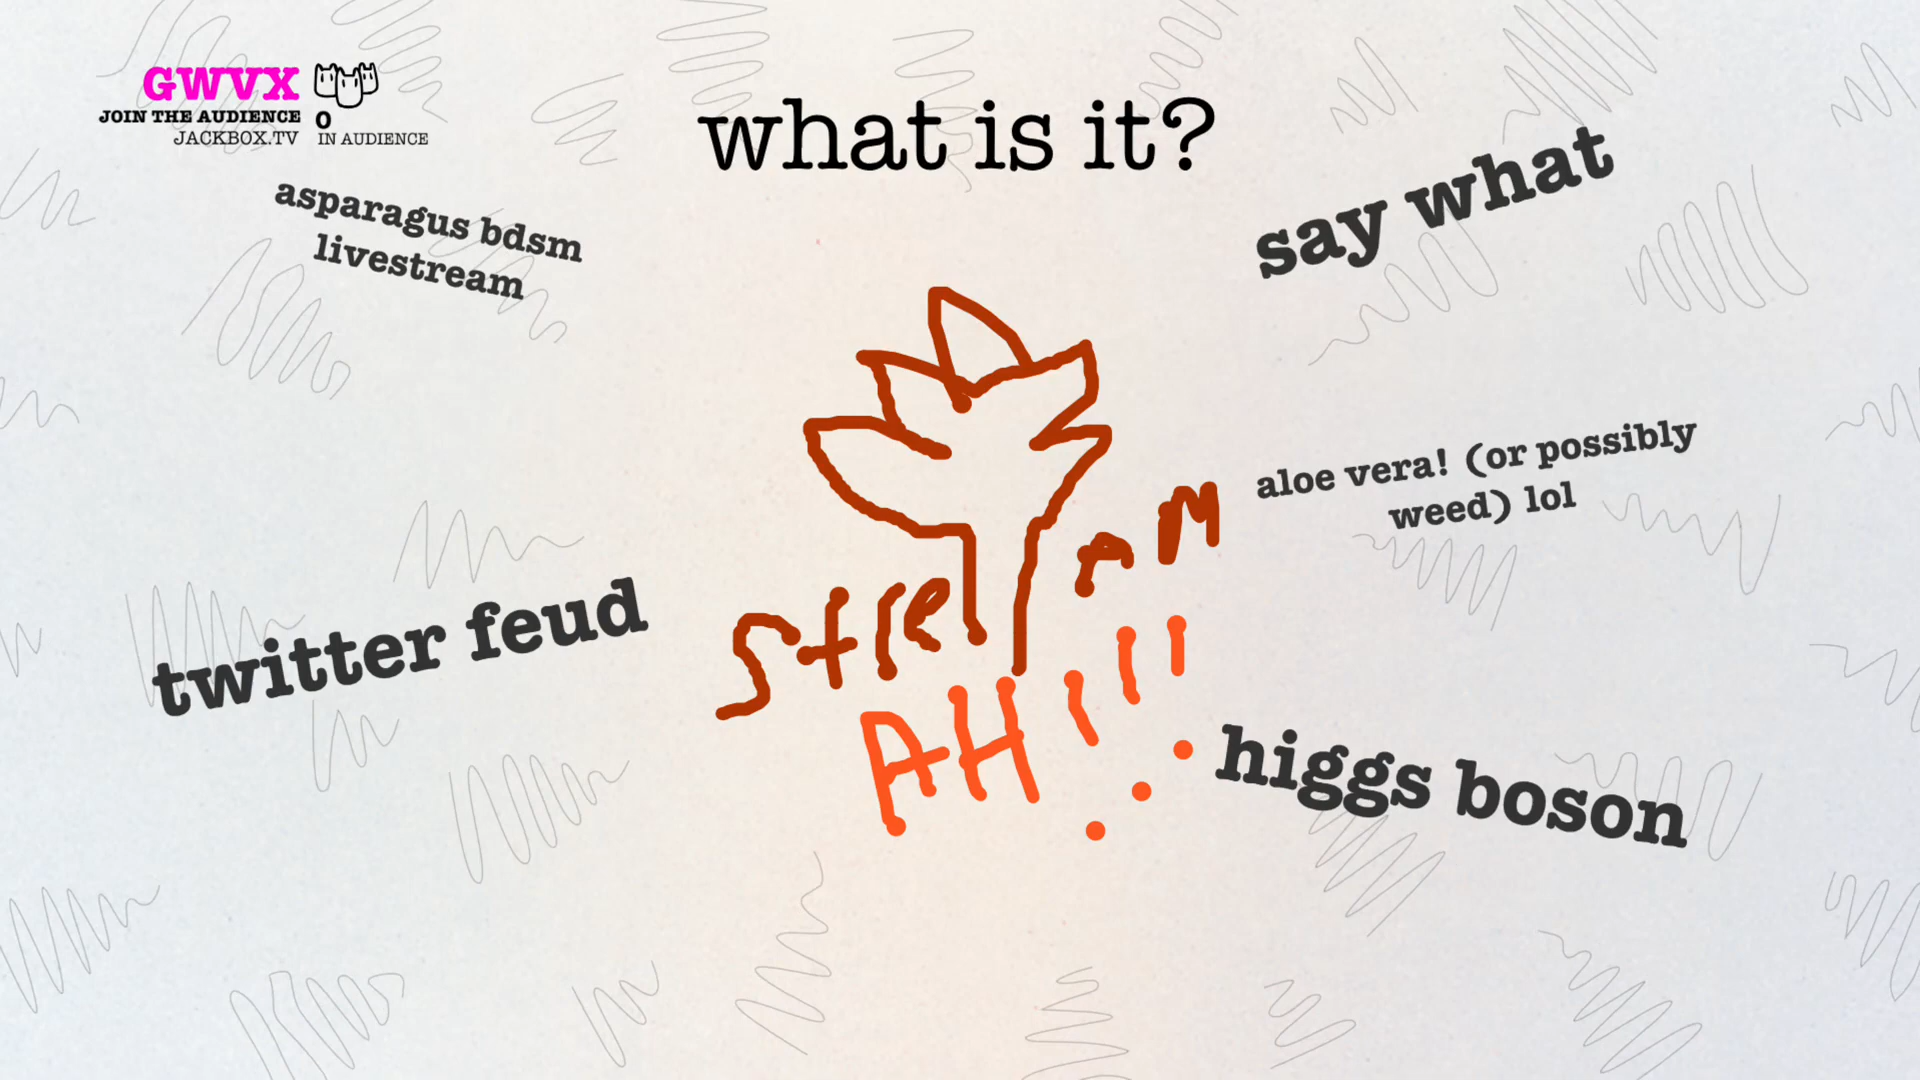 GWVX
JOIN THE AUDIENCE
JACKBOX.TV
0
IN AUDIENCE
what is it?
asparagus bdsm
livestream
say what
aloe vera! (or possibly
weed) lol
twitter feud
higgs boson
streAM
AH!!!